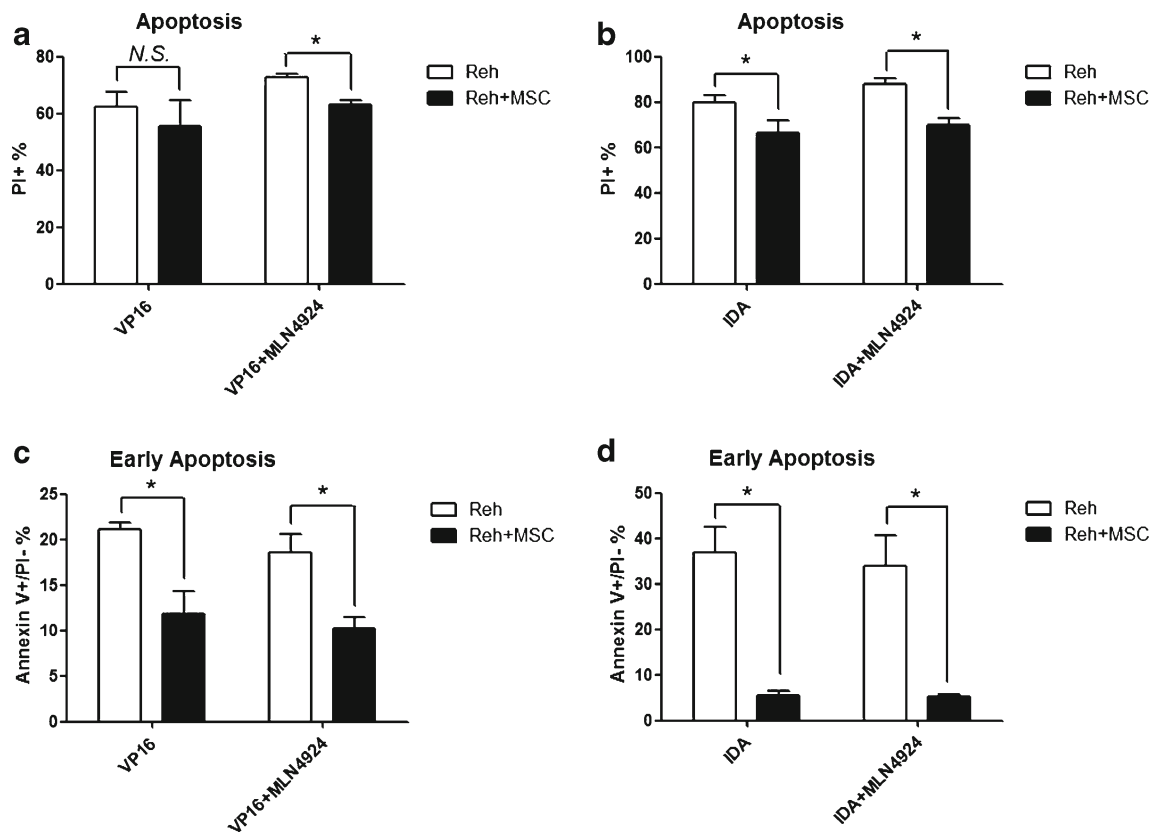 a
Apoptosis
N.S.
*
80
60
40
20
0
PI+ %
VP16
VP16+MLN4924
Reh
Reh+MSC
b
Apoptosis
*
*
100
80
60
40
20
0
PI+ %
IDA
IDA+MLN4924
Reh
Reh+MSC
c
Early Apoptosis
*
*
25
20
15
10
5
0
Annexin V+/PI- %
VP16
VP16+MLN4924
Reh
Reh+MSC
d
Early Apoptosis
*
*
50
40
30
20
10
0
Annexin V+/PI- %
IDA
IDA+MLN4924
Reh
Reh+MSC